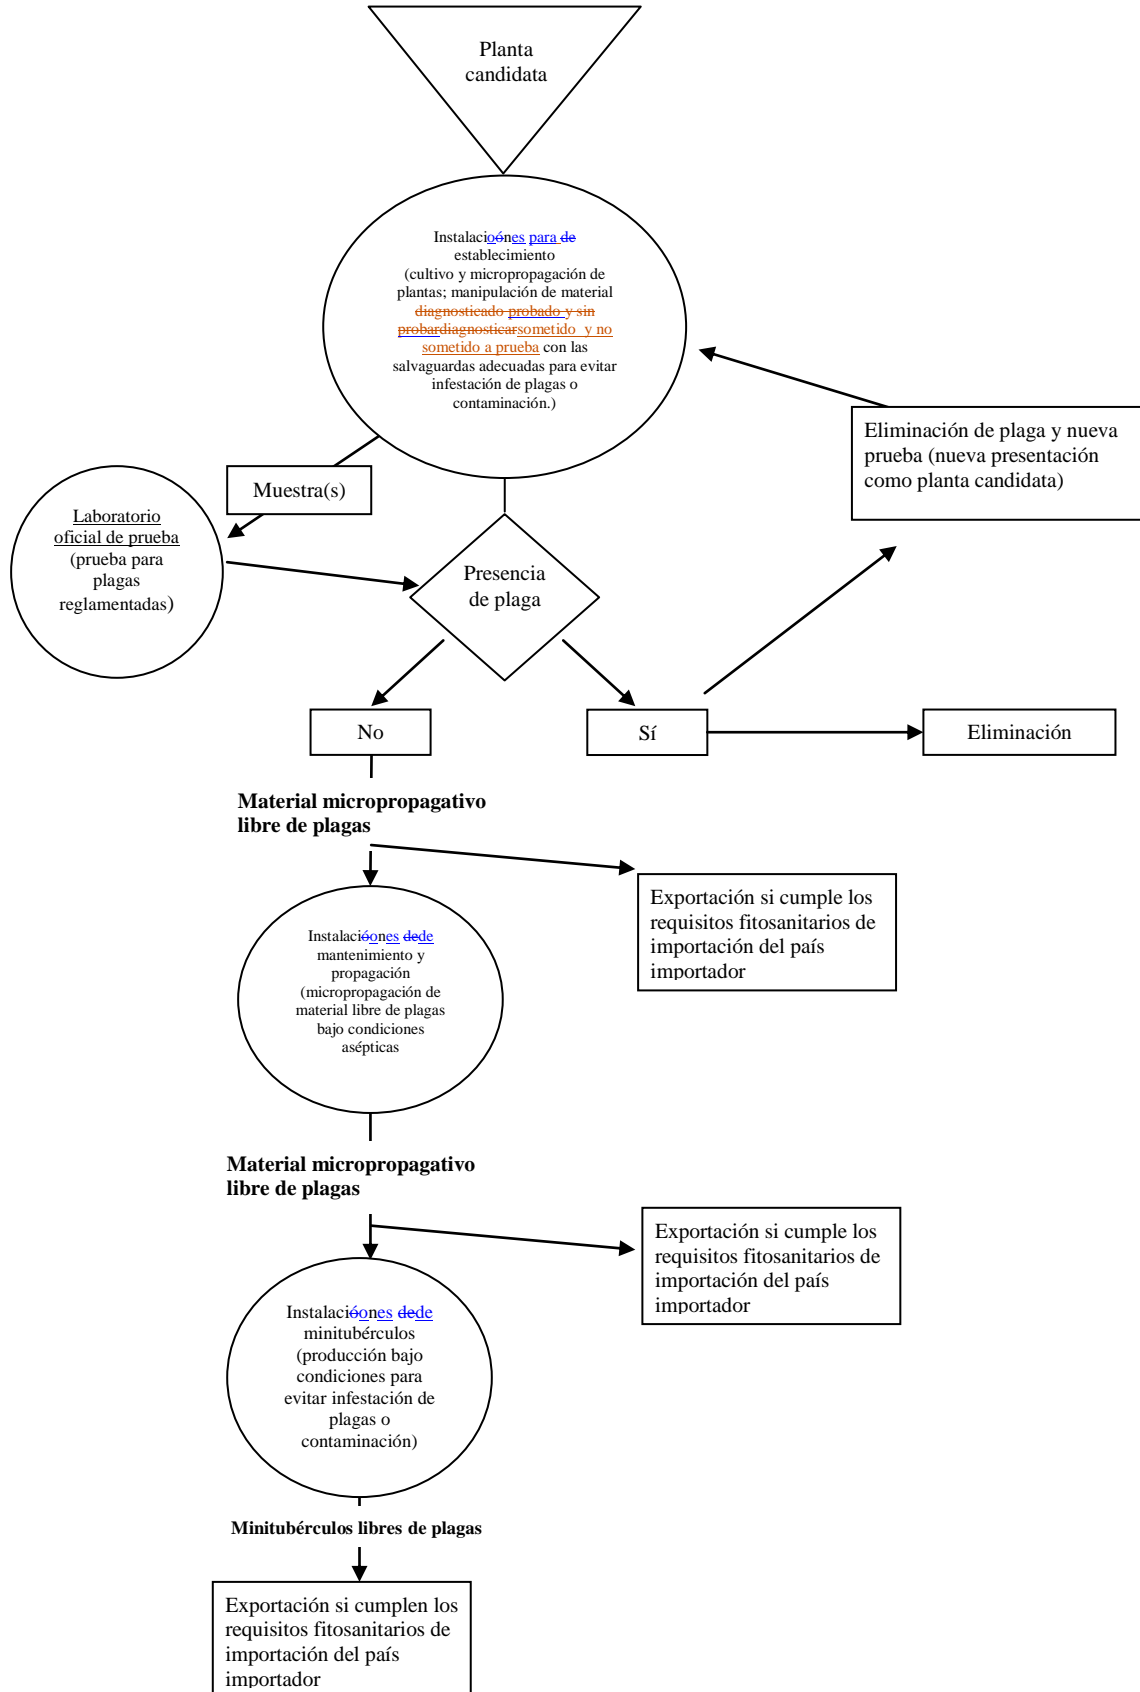 Planta
candidata
Instalacioónes para de
establecimiento
(cultivo y micropropagación de
plantas; manipulación de material
diagnosticado probado y sin
probardiagnosticarsometido y no
sometido a prueba con las
salvaguardas adecuadas para evitar
infestación de plagas o
contaminación.)
Eliminación de plaga y nueva
prueba (nueva presentación
como planta candidata)
Muestra(s)
Laboratorio
oficial de prueba
(prueba para
plagas
reglamentadas)
Presencia
de plaga
No
Sí
Eliminación
Material micropropagativo
libre de plagas
Exportación si cumple los
requisitos fitosanitarios de
importación del país
importador
Instalacióones dede
mantenimiento y
propagación
(micropropagación de
material libre de plagas
bajo condiciones
asépticas
Material micropropagativo
libre de plagas
Exportación si cumple los
requisitos fitosanitarios de
importación del país
importador
Instalacióones dede
minitubérculos
(producción bajo
condiciones para
evitar infestación de
plagas o
contaminación)
Minitubérculos libres de plagas
Exportación si cumplen los
requisitos fitosanitarios de
importación del país
importador